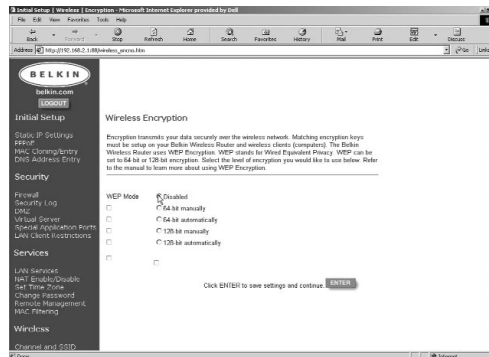 Initial Setup | Wireless | Encryption - Microsoft Internet Explorer provided by Dell
File Edit View Favorites Tools Help
Back Forward Stop Refresh Home Search Favorites History Mail Print Edit Discuss
Address http://192.168.2.1:88/wireless_encno.htm Go Links
BELKIN
belkin.com
LOGOUT
Initial Setup
Static IP Settings
PPPoE
MAC Cloning/Entry
DNS Address Entry
Security
Firewall
Security Log
DMZ
Virtual Server
Special Application Ports
LAN Client Restrictions
Services
LAN Services
NAT Enable/Disable
Set Time Zone
Change Password
Remote Management
MAC Filtering
Wireless
Channel and SSID
Wireless Encryption
Encryption transmits your data securely over the wireless network. Matching encryption keys
must be setup on your Belkin Wireless Router and wireless clients (computers). The Belkin
Wireless Router uses WEP Encryption. WEP stands for Wired Equivalent Privacy. WEP can be
set to 64-bit or 128-bit encryption. Select the level of encryption you would like to use below. Refer
to the manual to learn more about using WEP Encryption.
WEP Mode Disabled
64-bit manually
64-bit automatically
128-bit manually
128-bit automatically
Click ENTER to save settings and continue. ENTER
Done Internet